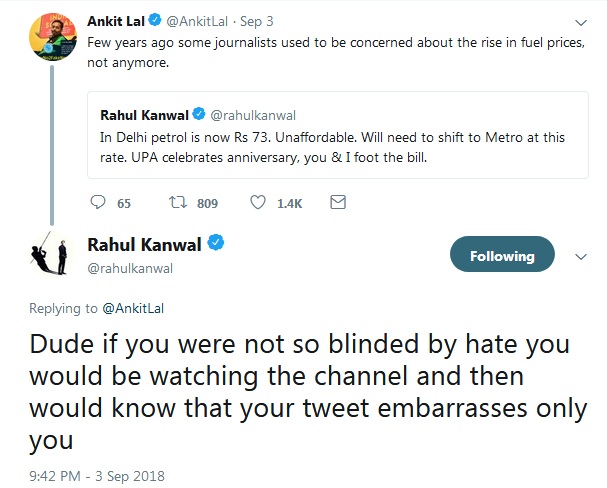 Ankit Lal @AnkitLal · Sep 3
Few years ago some journalists used to be concerned about the rise in fuel prices,
not anymore.
Rahul Kanwal @rahulkanwal
In Delhi petrol is now Rs 73. Unaffordable. Will need to shift to Metro at this
rate. UPA celebrates anniversary, you & I foot the bill.
65 809 1.4K
Rahul Kanwal
@rahulkanwal
Following
Replying to @AnkitLal
Dude if you were not so blinded by hate you
would be watching the channel and then
would know that your tweet embarrasses only
you
9:42 PM - 3 Sep 2018